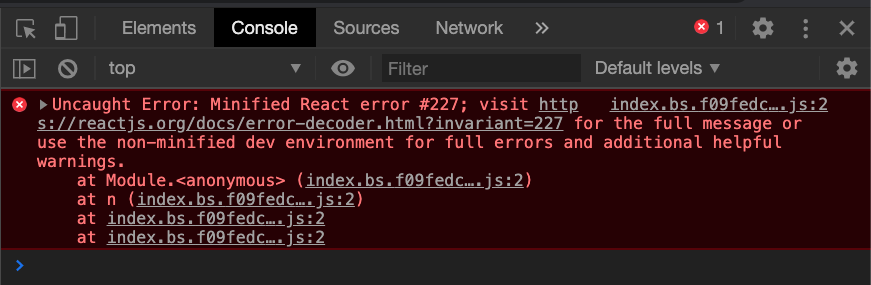 Elements Console Sources Network » 1
top ▼ Filter Default levels ▼
▶Uncaught Error: Minified React error #227; visit http index.bs.f09fedc….js:2
s://reactjs.org/docs/error-decoder.html?invariant=227 for the full message or
use the non-minified dev environment for full errors and additional helpful
warnings.
at Module.<anonymous> (index.bs.f09fedc….js:2)
at n (index.bs.f09fedc….js:2)
at index.bs.f09fedc….js:2
at index.bs.f09fedc….js:2
>